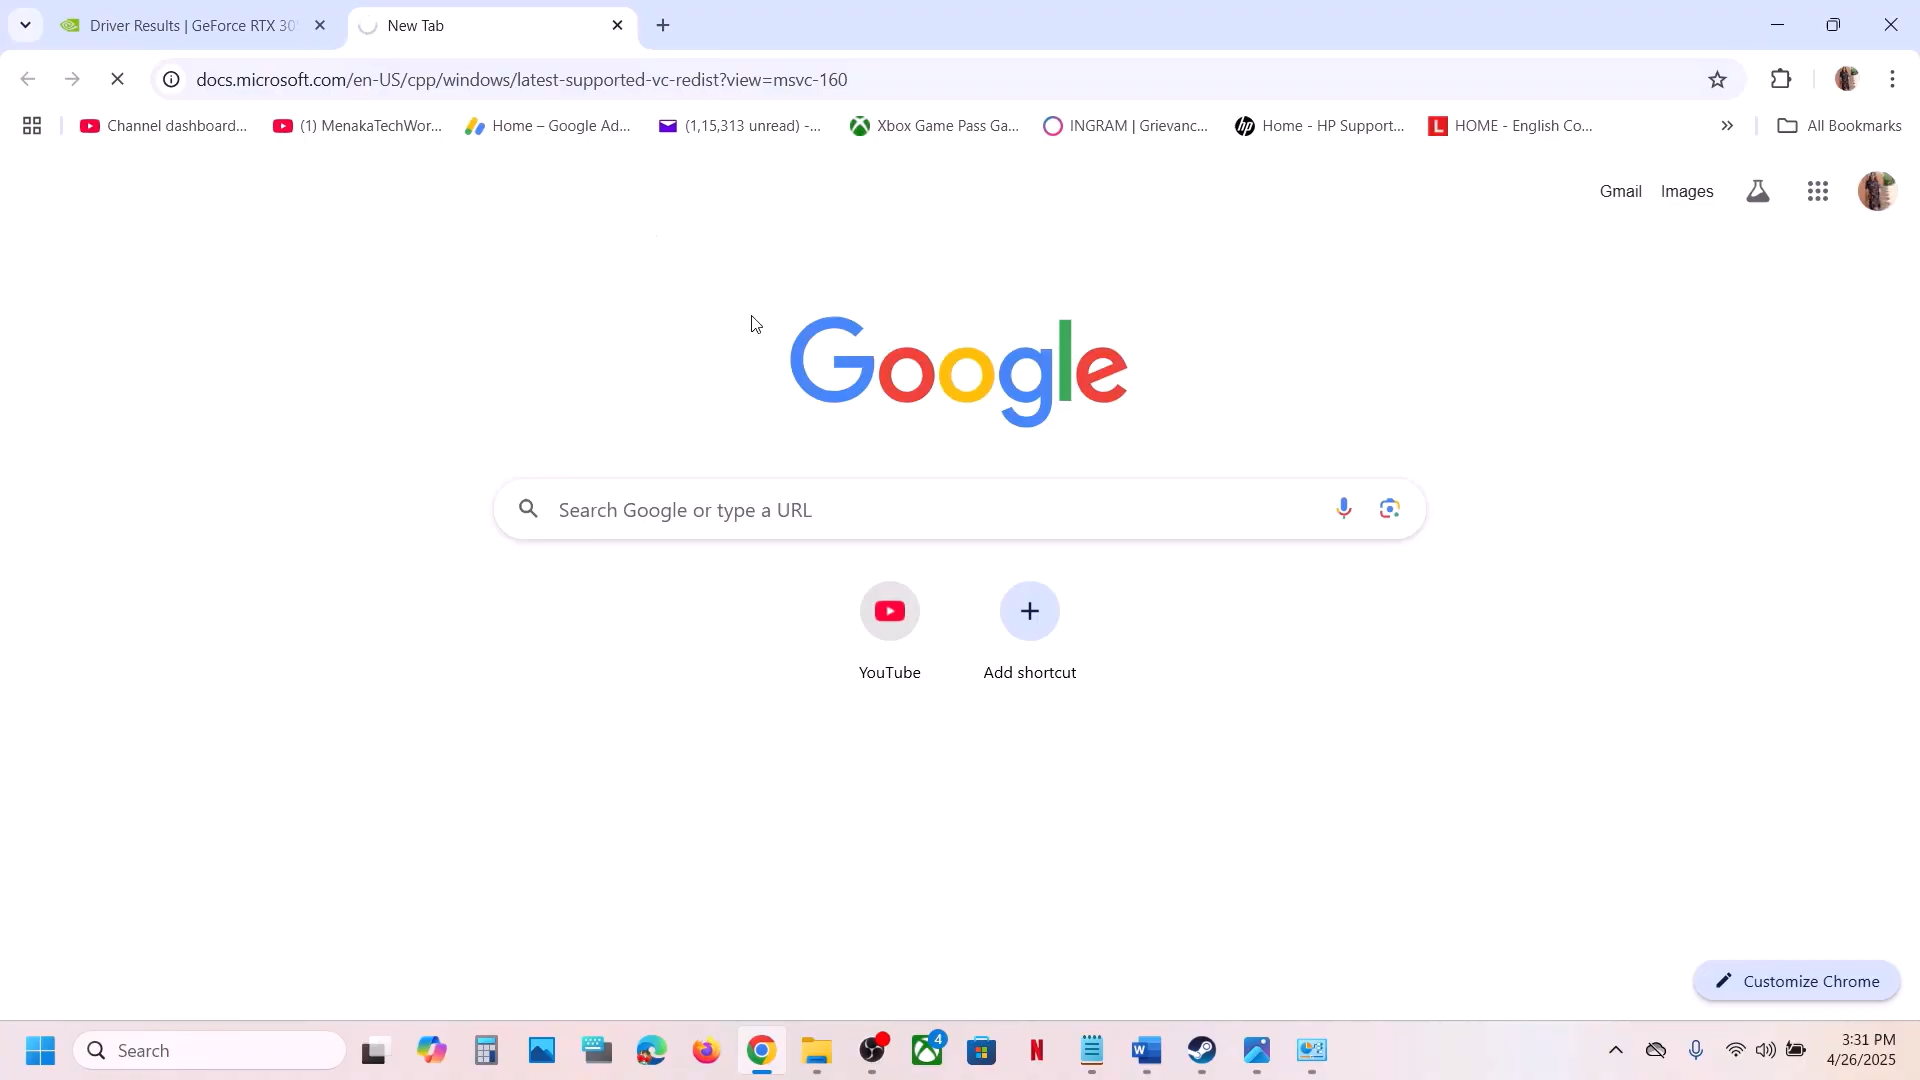 Driver Results | GeForce RTX 30
New Tab
docs.microsoft.com/en-US/cpp/windows/latest-supported-vc-redist?view=msvc-160
Channel dashboard...
(1) MenakaTechWor...
Home – Google Ad...
(1,15,313 unread) -...
Xbox Game Pass Ga...
INGRAM | Grievanc...
Home - HP Support...
HOME - English Co...
All Bookmarks
Gmail
Images
Google
Search Google or type a URL
YouTube
Add shortcut
Customize Chrome
Search
4
3:31 PM
4/26/2025